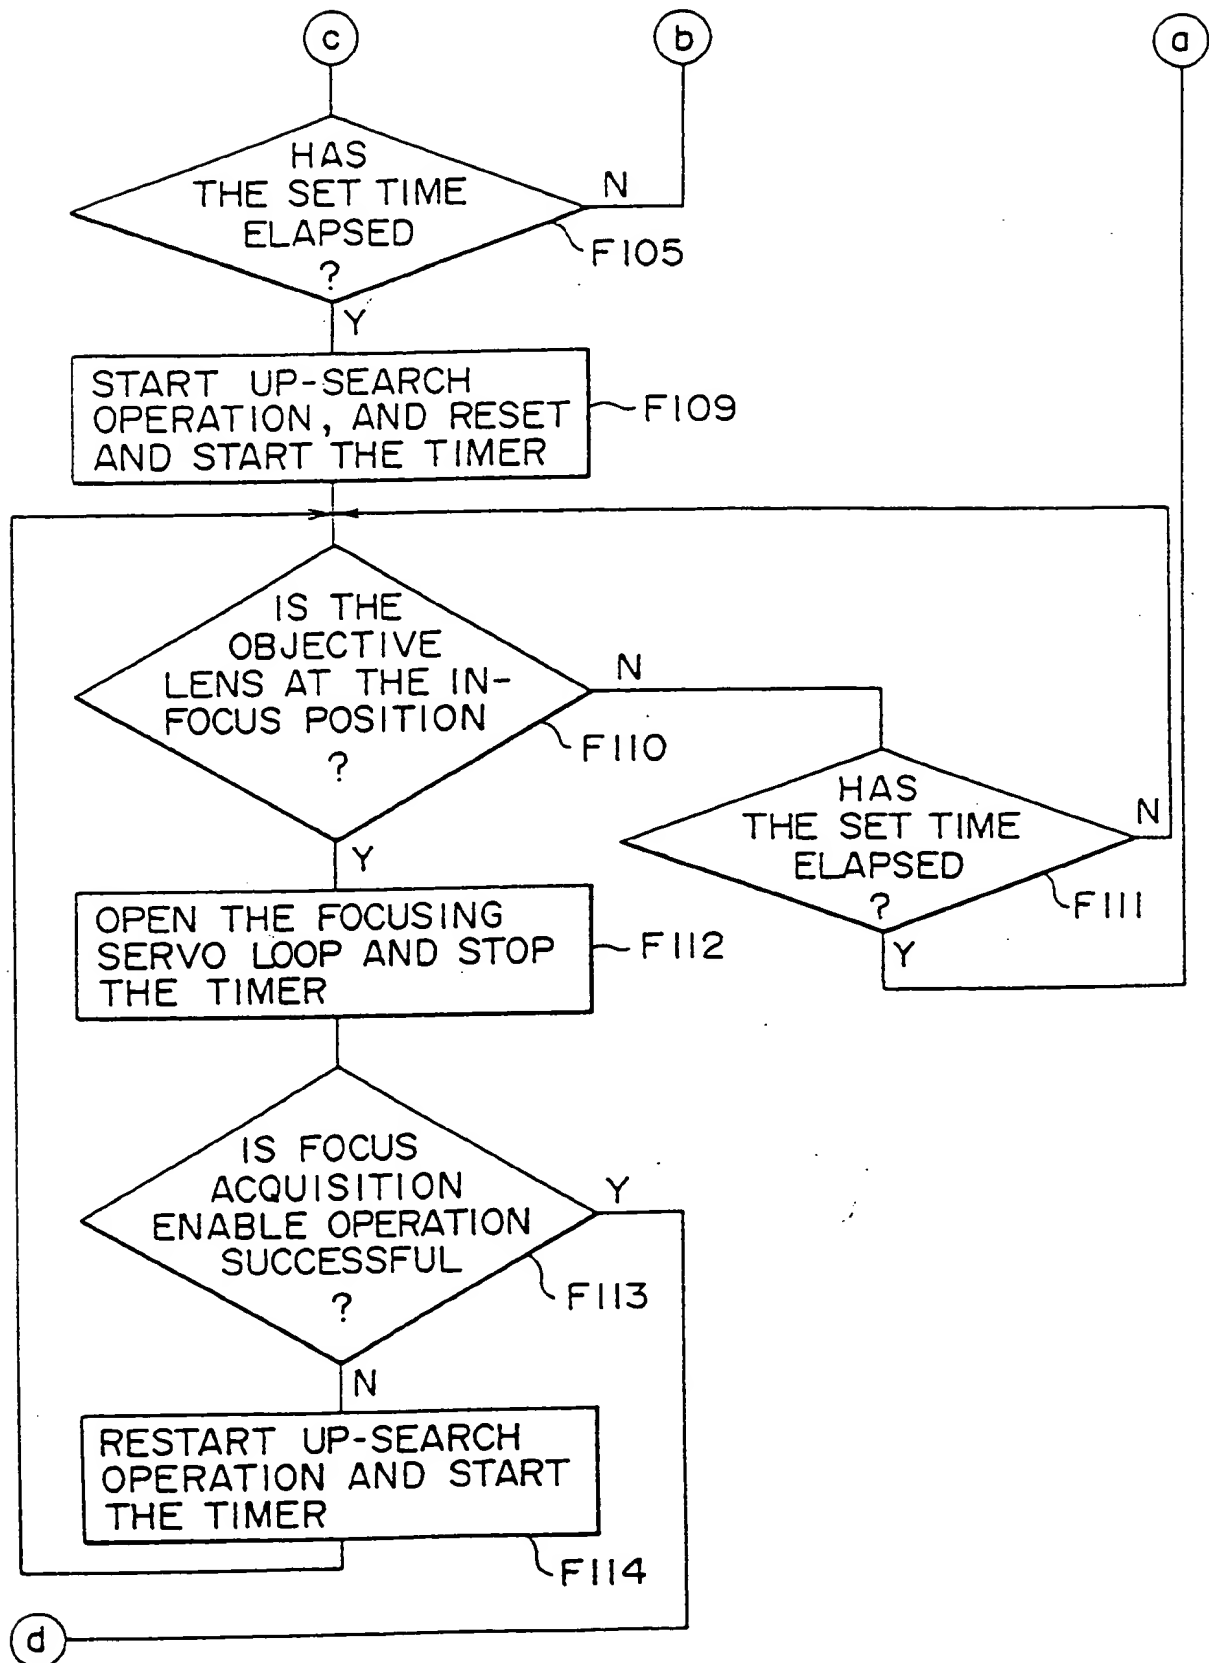 c
b
a
HAS
THE SET TIME
ELAPSED
?
N
F105
Y
START UP-SEARCH
OPERATION, AND RESET
AND START THE TIMER
F109
IS THE
OBJECTIVE
LENS AT THE IN-
FOCUS POSITION
?
N
F110
Y
HAS
THE SET TIME
ELAPSED
?
N
F111
Y
OPEN THE FOCUSING
SERVO LOOP AND STOP
THE TIMER
F112
IS FOCUS
ACQUISITION
ENABLE OPERATION
SUCCESSFUL
?
Y
F113
N
RESTART UP-SEARCH
OPERATION AND START
THE TIMER
F114
d